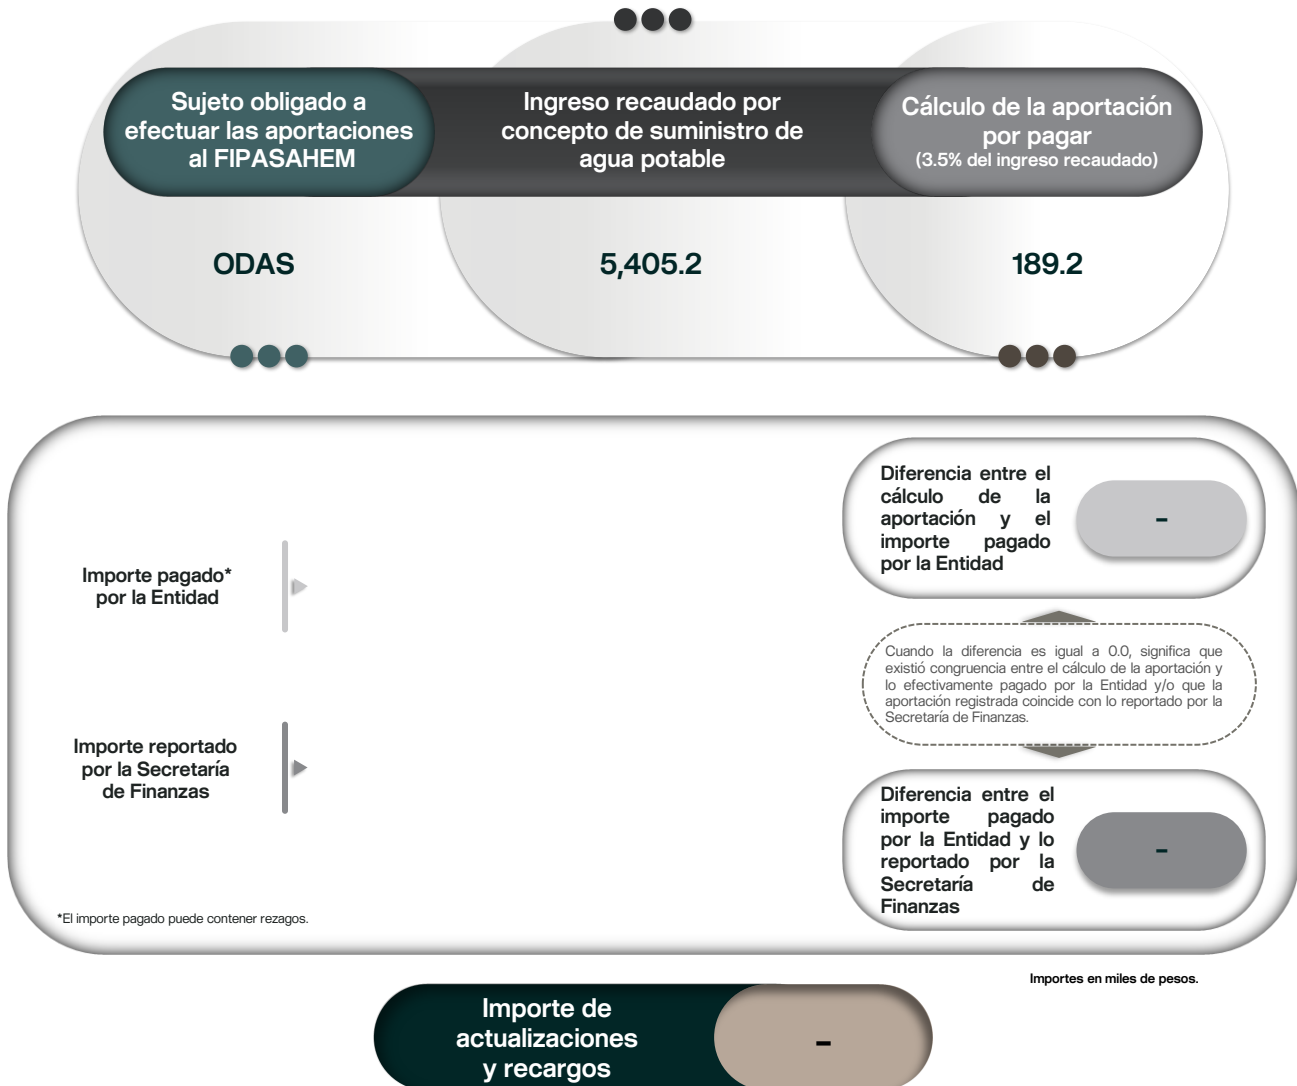 Sujeto obligado a
efectuar las aportaciones
al FIPASAHEM
Ingreso recaudado por
concepto de suministro de
agua potable
Cálculo de la aportación
por pagar
(3.5% del ingreso recaudado)
ODAS
5,405.2
189.2
Importe pagado*
por la Entidad
Importe reportado
por la Secretaría
de Finanzas
*El importe pagado puede contener rezagos.
Diferencia entre el
cálculo de la
aportación y el
importe pagado
por la Entidad
-
Cuando la diferencia es igual a 0.0, significa que
existió congruencia entre el cálculo de la aportación y
lo efectivamente pagado por la Entidad y/o que la
aportación registrada coincide con lo reportado por la
Secretaría de Finanzas.
Diferencia entre el
importe pagado
por la Entidad y lo
reportado por la
Secretaría de
Finanzas
-
Importes en miles de pesos.
Importe de
actualizaciones
y recargos
-